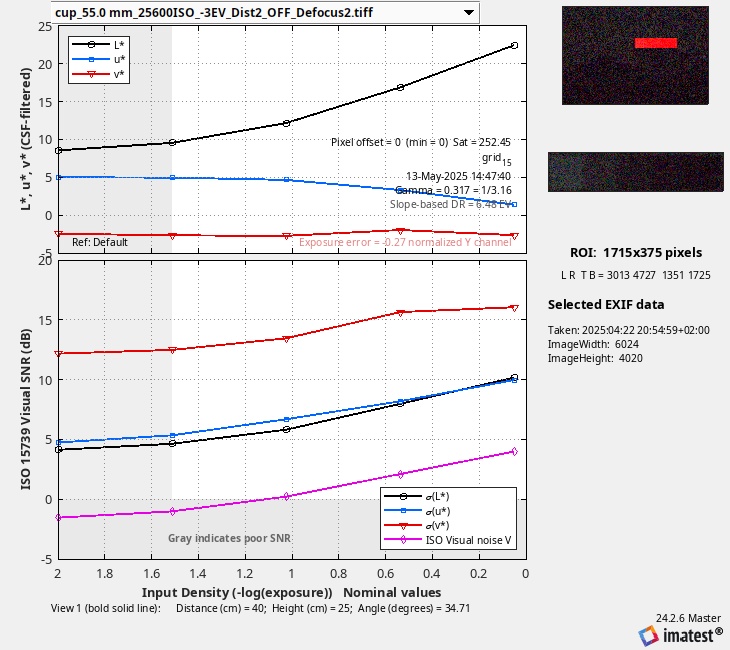 cup_55.0 mm_25600ISO_-3EV_Dist2_OFF_Defocus2.tiff
25
20
15
10
5
0
-5
L*, u*, v* (CSF-filtered)
L*
u*
v*
Pixel offset = 0 (min = 0) Sat = 252.45
grid15
13-May-2025 14:47:40
Gamma = 0.317 = 1/3.16
Slope-based DR = 6.48 EV
Ref: Default
Exposure error = -0.27 normalized Y channel
20
15
10
5
0
-5
ISO 15739 Visual SNR (dB)
Gray indicates poor SNR
σ(L*)
σ(u*)
σ(v*)
ISO Visual noise V
2 1.8 1.6 1.4 1.2 1 0.8 0.6 0.4 0.2 0
Input Density (-log(exposure)) Nominal values
View 1 (bold solid line): Distance (cm) = 40; Height (cm) = 25; Angle (degrees) = 34.71
ROI: 1715x375 pixels
L R T B = 3013 4727 1351 1725
Selected EXIF data
Taken: 2025:04:22 20:54:59+02:00
ImageWidth: 6024
ImageHeight: 4020
24.2.6 Master
imatest®